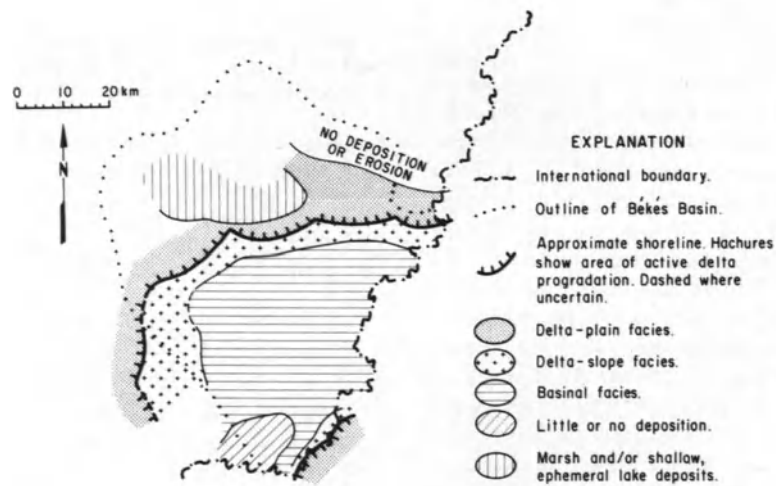 0 10 20 km
N
NO DEPOSITION
OR EROSION
EXPLANATION
International boundary.
Outline of Békés Basin.
Approximate shoreline. Hachures
show area of active delta
progradation. Dashed where
uncertain.
Delta-plain facies.
Delta-slope facies.
Basinal facies.
Little or no deposition.
Marsh and/or shallow,
ephemeral lake deposits.